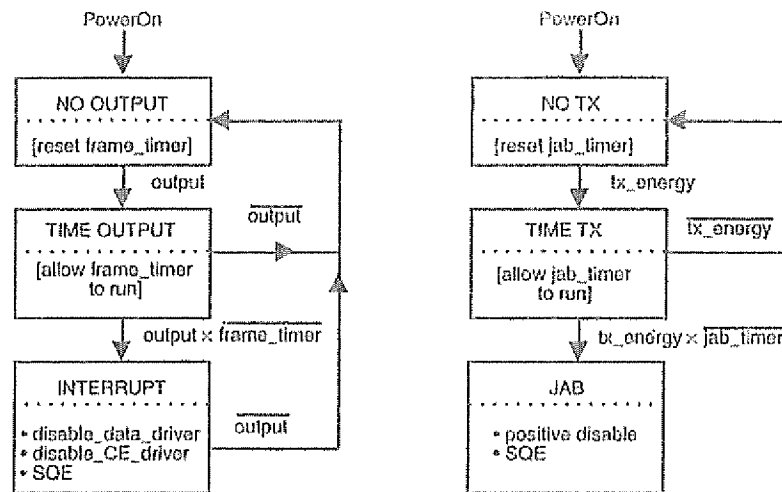 PowerOn
NO OUTPUT
[reset frame_timer]
output
TIME OUTPUT
[allow frame_timer
to run]
output
output × frame_timer
INTERRUPT
• disable_data_driver
• disable_CE_driver
• SQE
output
PowerOn
NO TX
[reset jab_timer]
tx_energy
TIME TX
[allow jab_timer
to run]
tx_energy
tx_energy × jab_timer
JAB
• positive disable
• SQE